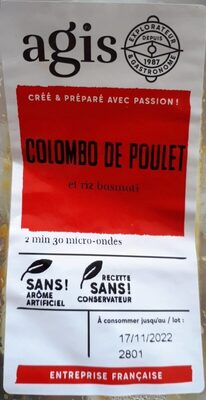 agis
EXPLORATEUR
DEPUIS
1987
& GASTRONOME
CRÉÉ & PRÉPARÉ AVEC PASSION !
COLOMBO DE POULET
et riz basmati
2 min 30 micro-ondes
SANS!
ARÔME
ARTIFICIEL
RECETTE
SANS!
CONSERVATEUR
À consommer jusqu'au / lot :
17/11/2022
2801
ENTREPRISE FRANÇAISE